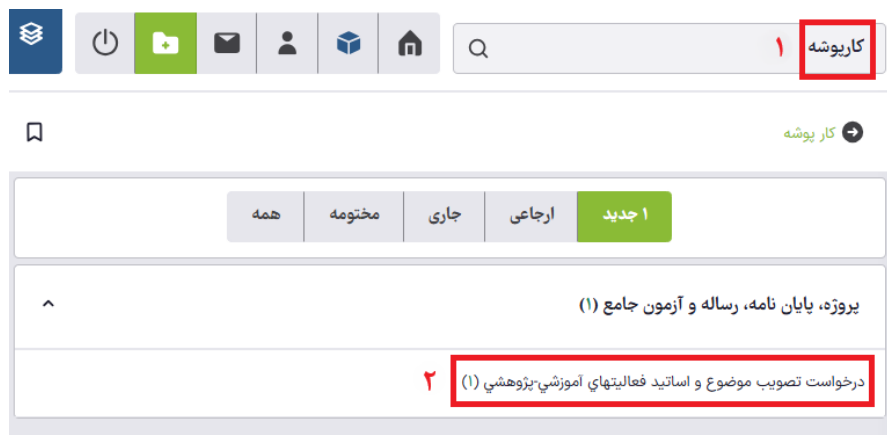 کارپوشه ۱
کار پوشه
۱ جدید ارجاعی جاری مختومه همه
پروژه، پایان نامه، رساله و آزمون جامع (۱)
درخواست تصویب موضوع و اساتید فعالیتهاي آموزشي-پژوهشي (۱) ۲